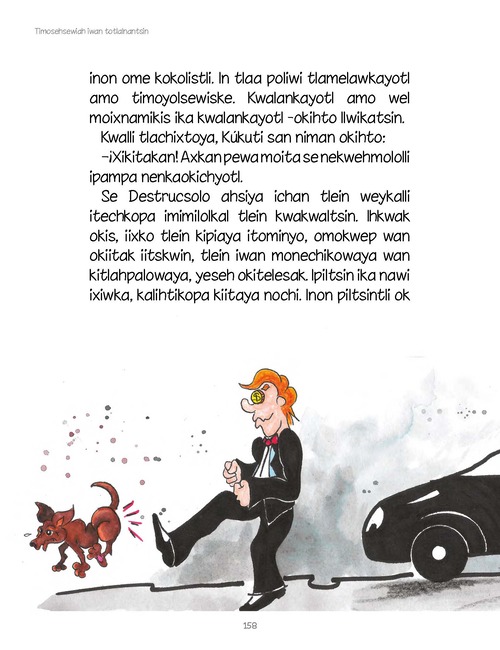 Timosehsewiah iwan totlalnantsin
inon ome kokolistli. In tlaa poliwi tlamelawkayotl
amo timoyolsewiske. Kwalankayotl amo wel
moixnamikis ika kwalankayotl -okihto Ilwikatsin.
Kwalli tlachixtoya, Kúkuti san niman okihto:
–¡Xikitakan! Axkan pewa moita se nekwehmololli
ipampa nenkaokichyotl.
Se Destrucsolo ahsiya ichan tlein weykalli
itechkopa imimilolkal tlein kwakwaltsin. Ihkwak
okis, iixko tlein kipiaya itominyo, omokwep wan
okiitak iitskwin, tlein iwan monechikowaya wan
kitlahpalowaya, yeseh okitelesak. Ipiltsin ika nawi
ixiwka, kalihtikopa kiitaya nochi. Inon piltsintli ok
158